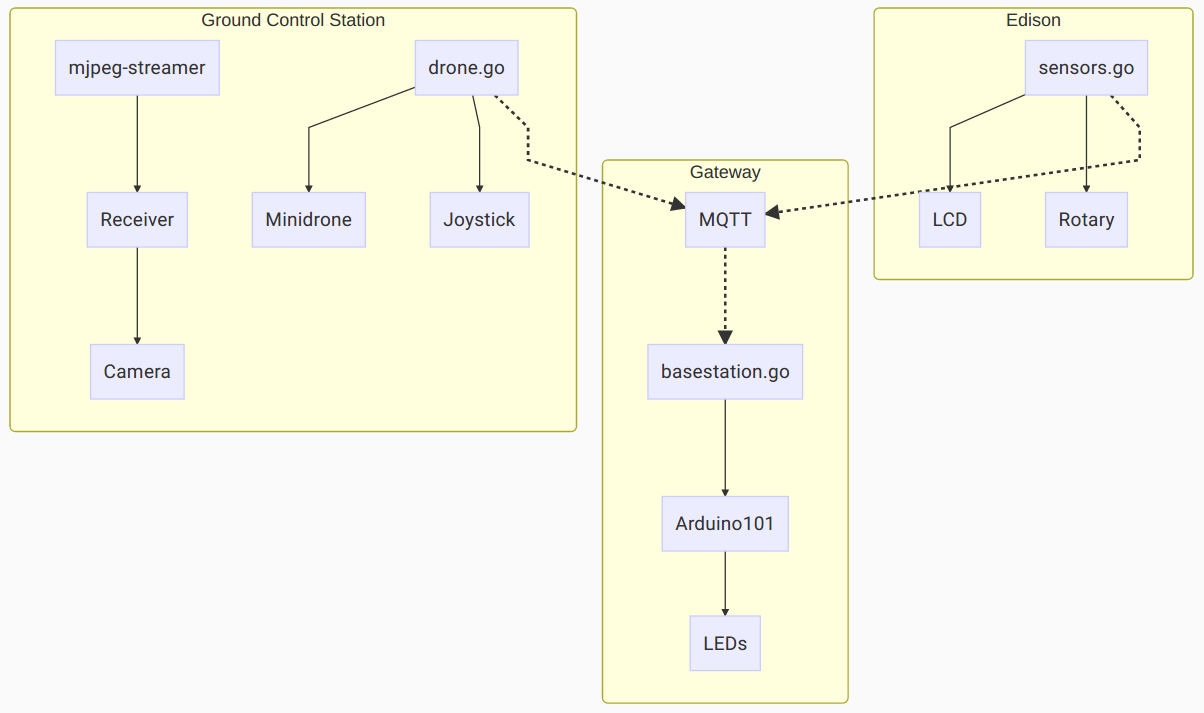 Ground Control Station
mjpeg-streamer
drone.go
Receiver
Minidrone
Joystick
Camera
Gateway
MQTT
basestation.go
Arduino101
LEDs
Edison
sensors.go
LCD
Rotary